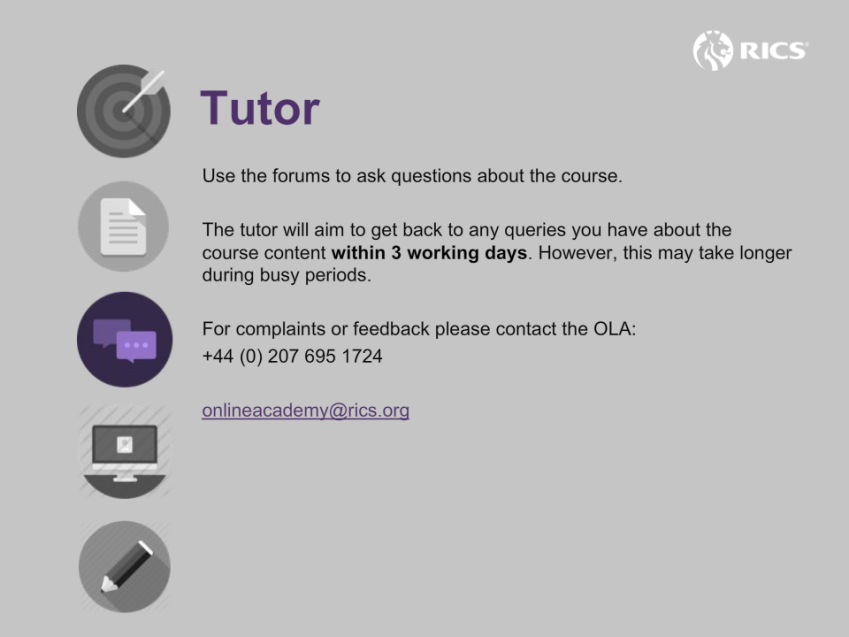 RICS
Tutor
Use the forums to ask questions about the course.
The tutor will aim to get back to any queries you have about the
course content within 3 working days. However, this may take longer
during busy periods.
For complaints or feedback please contact the OLA:
+44 (0) 207 695 1724
onlineacademy@rics.org